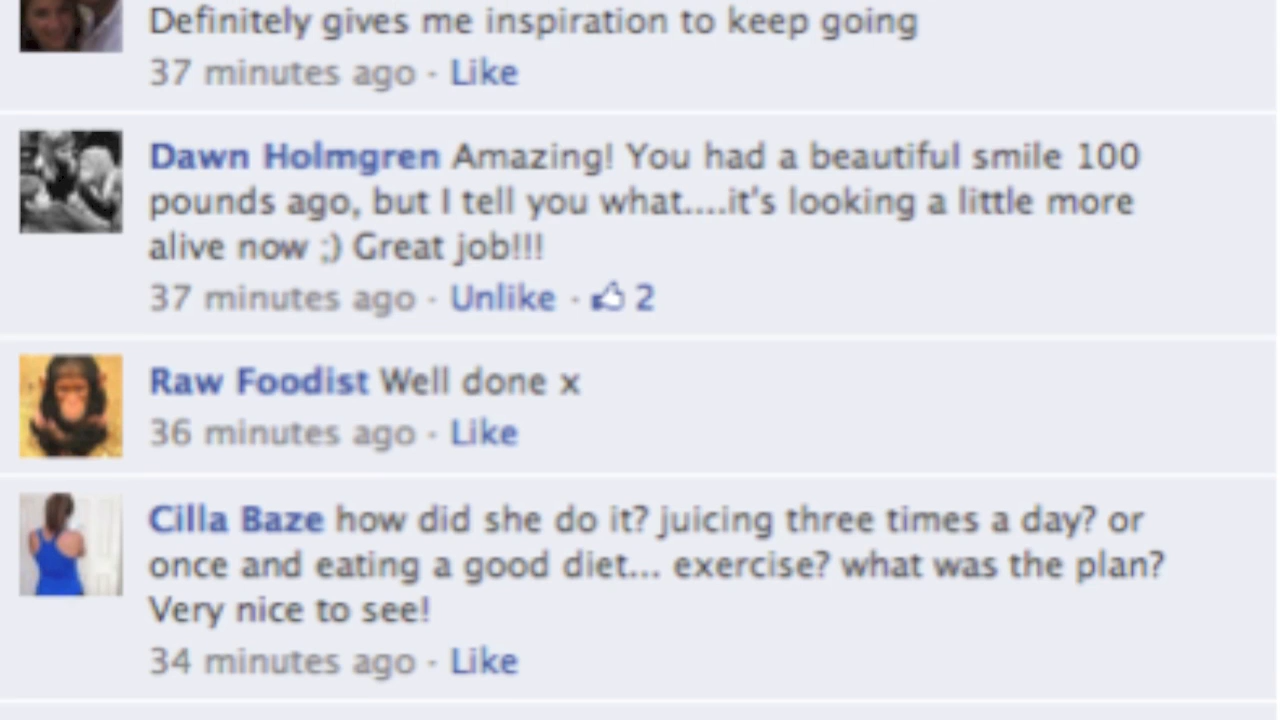 Definitely gives me inspiration to keep going
37 minutes ago · Like
Dawn Holmgren Amazing! You had a beautiful smile 100
pounds ago, but I tell you what....it's looking a little more
alive now ;) Great job!!!
37 minutes ago · Unlike · 2
Raw Foodist Well done x
36 minutes ago · Like
Cilla Baze how did she do it? juicing three times a day? or
once and eating a good diet... exercise? what was the plan?
Very nice to see!
34 minutes ago · Like